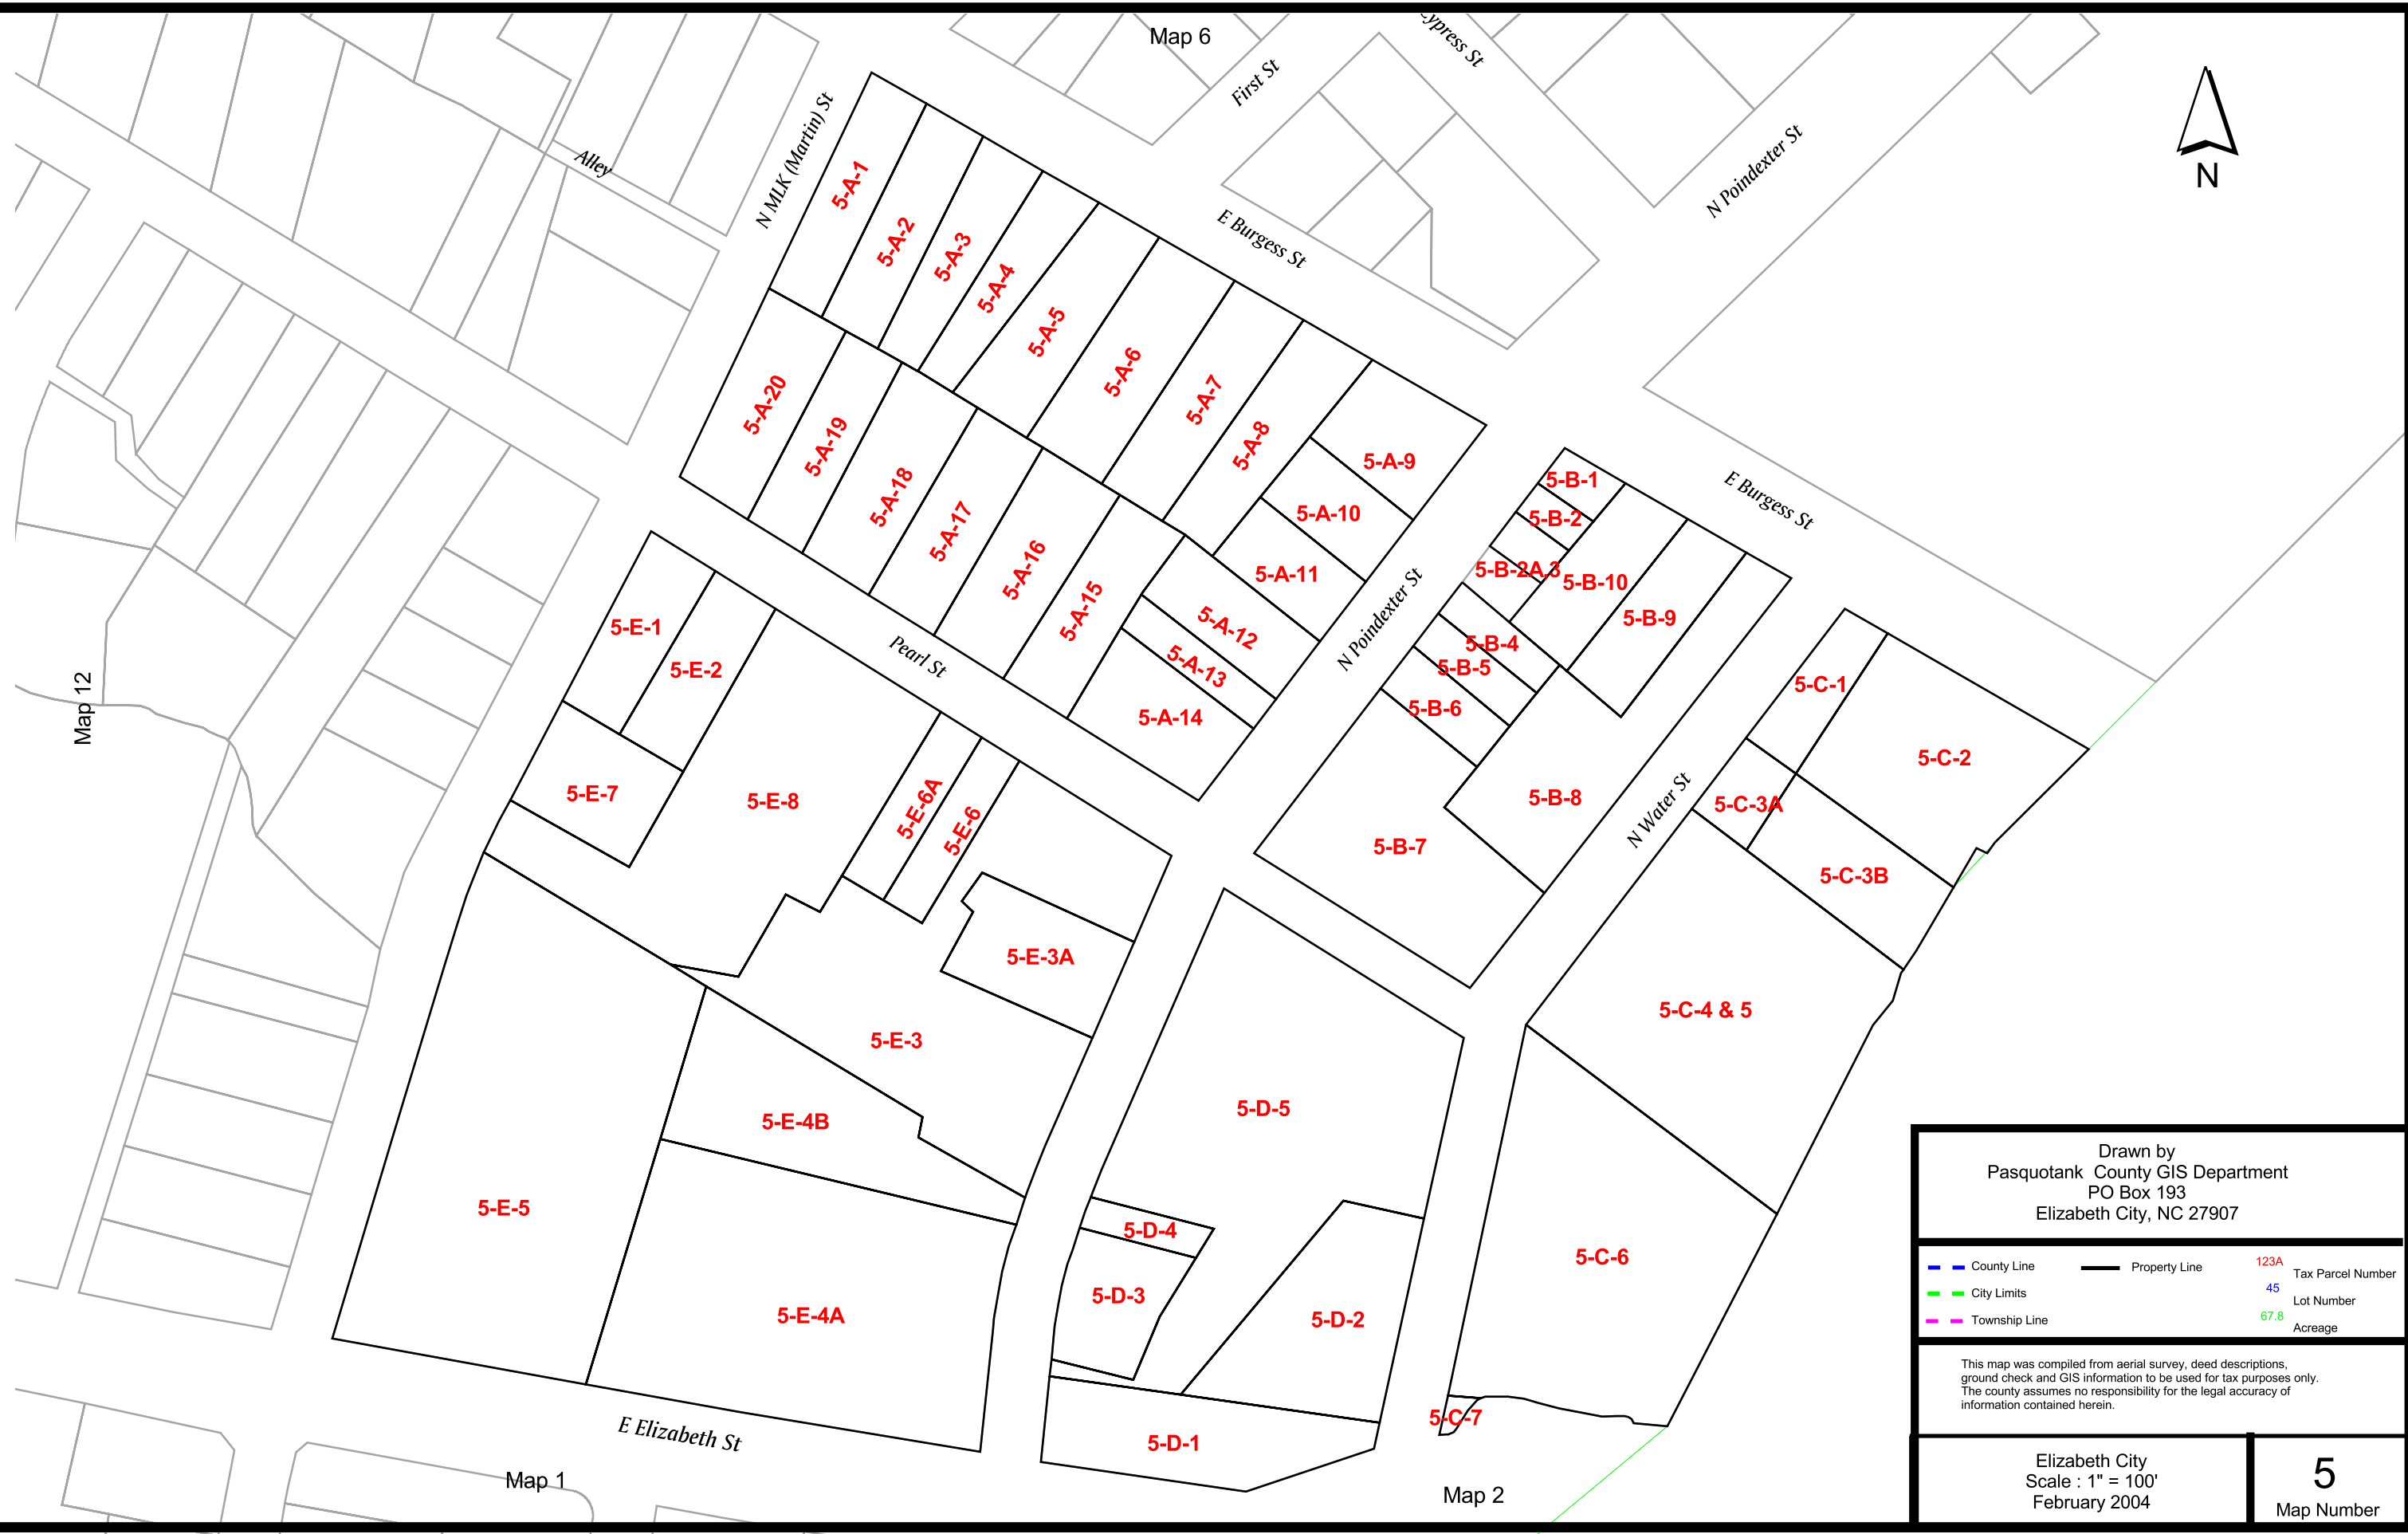 Map 6
Cypress St
First St
N Poindexter St
N MLK (Martin) St
Alley
E Burgess St
N
5-A-1
5-A-2
5-A-3
5-A-4
5-A-5
5-A-6
5-A-7
5-A-8
5-A-9
5-A-10
5-A-11
5-A-12
5-A-13
5-A-14
5-A-15
5-A-16
5-A-17
5-A-18
5-A-19
5-A-20
5-B-1
5-B-2
5-B-2A,3
5-B-10
5-B-9
5-B-4
5-B-5
5-B-6
5-B-7
5-B-8
E Burgess St
N Poindexter St
Pearl St
N Water St
5-C-1
5-C-2
5-C-3A
5-C-3B
5-C-4 & 5
5-C-6
5-C-7
5-E-1
5-E-2
5-E-7
5-E-8
5-E-6A
5-E-6
5-E-3A
5-E-3
5-E-4B
5-E-5
5-E-4A
5-D-5
5-D-4
5-D-3
5-D-2
5-D-1
Map 12
E Elizabeth St
Map 1
Map 2
Drawn by
Pasquotank County GIS Department
PO Box 193
Elizabeth City, NC 27907
County Line
City Limits
Township Line
Property Line
123A Tax Parcel Number
45 Lot Number
67.8 Acreage
This map was compiled from aerial survey, deed descriptions,
ground check and GIS information to be used for tax purposes only.
The county assumes no responsibility for the legal accuracy of
information contained herein.
Elizabeth City
Scale : 1" = 100'
February 2004
5
Map Number